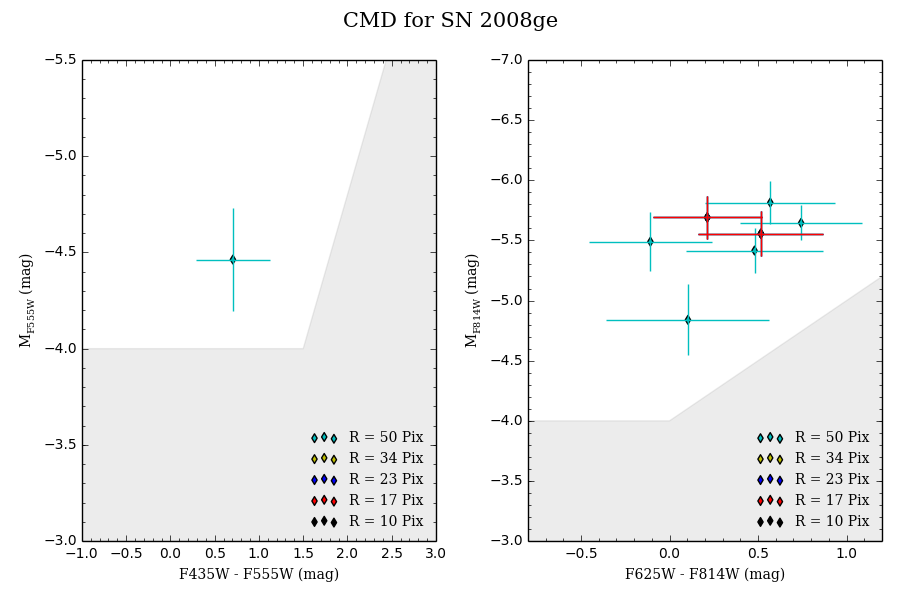 CMD for SN 2008ge
−5.5
−5.0
−4.5
−4.0
−3.5
−3.0
M_F555W (mag)
−1.0 −0.5 0.0 0.5 1.0 1.5 2.0 2.5 3.0
F435W - F555W (mag)
R = 50 Pix
R = 34 Pix
R = 23 Pix
R = 17 Pix
R = 10 Pix
−7.0
−6.5
−6.0
−5.5
−5.0
−4.5
−4.0
−3.5
−3.0
M_F814W (mag)
−0.5 0.0 0.5 1.0
F625W - F814W (mag)
R = 50 Pix
R = 34 Pix
R = 23 Pix
R = 17 Pix
R = 10 Pix